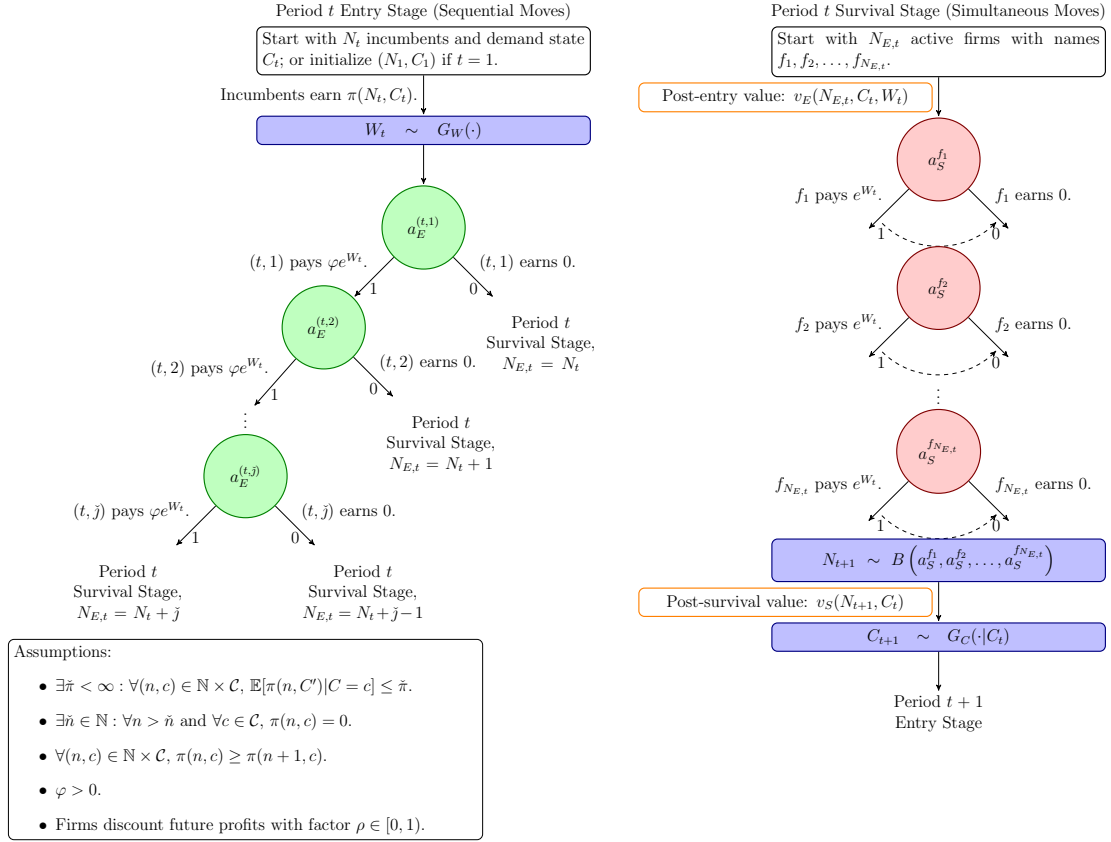 Period t Entry Stage (Sequential Moves)
Start with N_t incumbents and demand state
C_t; or initialize (N_1, C_1) if t = 1.
Incumbents earn π(N_t, C_t).
W_t ∼ G_W(·)
a_E^{(t,1)}
(t, 1) pays φe^{W_t}.
(t, 1) earns 0.
1
0
a_E^{(t,2)}
Period t
Survival Stage,
N_{E,t} = N_t
(t, 2) pays φe^{W_t}.
(t, 2) earns 0.
1
0
⋮
Period t
Survival Stage,
N_{E,t} = N_t + 1
a_E^{(t,ǰ)}
(t, ǰ) pays φe^{W_t}.
(t, ǰ) earns 0.
1
0
Period t
Survival Stage,
N_{E,t} = N_t + ǰ
Period t
Survival Stage,
N_{E,t} = N_t + ǰ − 1
Assumptions:
• ∃π̌ < ∞ : ∀(n, c) ∈ ℕ × 𝒞, 𝔼[π(n, C′)|C = c] ≤ π̌.
• ∃ň ∈ ℕ : ∀n > ň and ∀c ∈ 𝒞, π(n, c) = 0.
• ∀(n, c) ∈ ℕ × 𝒞, π(n, c) ≥ π(n + 1, c).
• φ > 0.
• Firms discount future profits with factor ρ ∈ [0, 1).
Period t Survival Stage (Simultaneous Moves)
Start with N_{E,t} active firms with names
f_1, f_2, . . . , f_{N_{E,t}}.
Post-entry value: v_E(N_{E,t}, C_t, W_t)
a_S^{f_1}
f_1 pays e^{W_t}.
f_1 earns 0.
1
0
a_S^{f_2}
f_2 pays e^{W_t}.
f_2 earns 0.
1
0
⋮
a_S^{f_{N_{E,t}}}
f_{N_{E,t}} pays e^{W_t}.
f_{N_{E,t}} earns 0.
1
0
N_{t+1} ∼ B(a_S^{f_1}, a_S^{f_2}, . . . , a_S^{f_{N_{E,t}}})
Post-survival value: v_S(N_{t+1}, C_t)
C_{t+1} ∼ G_C(·|C_t)
Period t + 1
Entry Stage